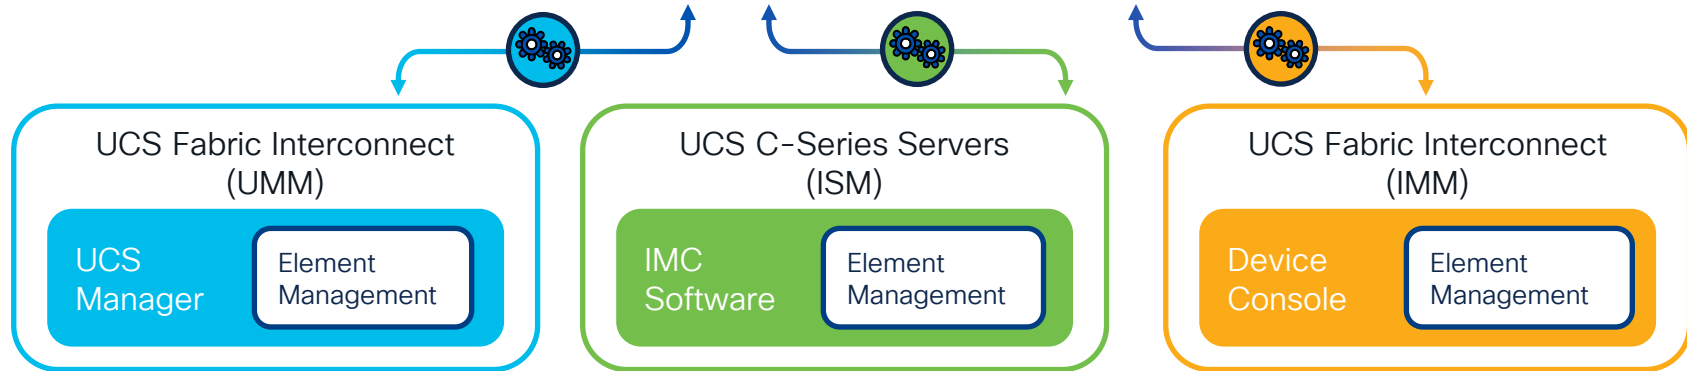 UCS Fabric Interconnect
(UMM)
UCS
Manager
Element
Management
UCS C-Series Servers
(ISM)
IMC
Software
Element
Management
UCS Fabric Interconnect
(IMM)
Device
Console
Element
Management